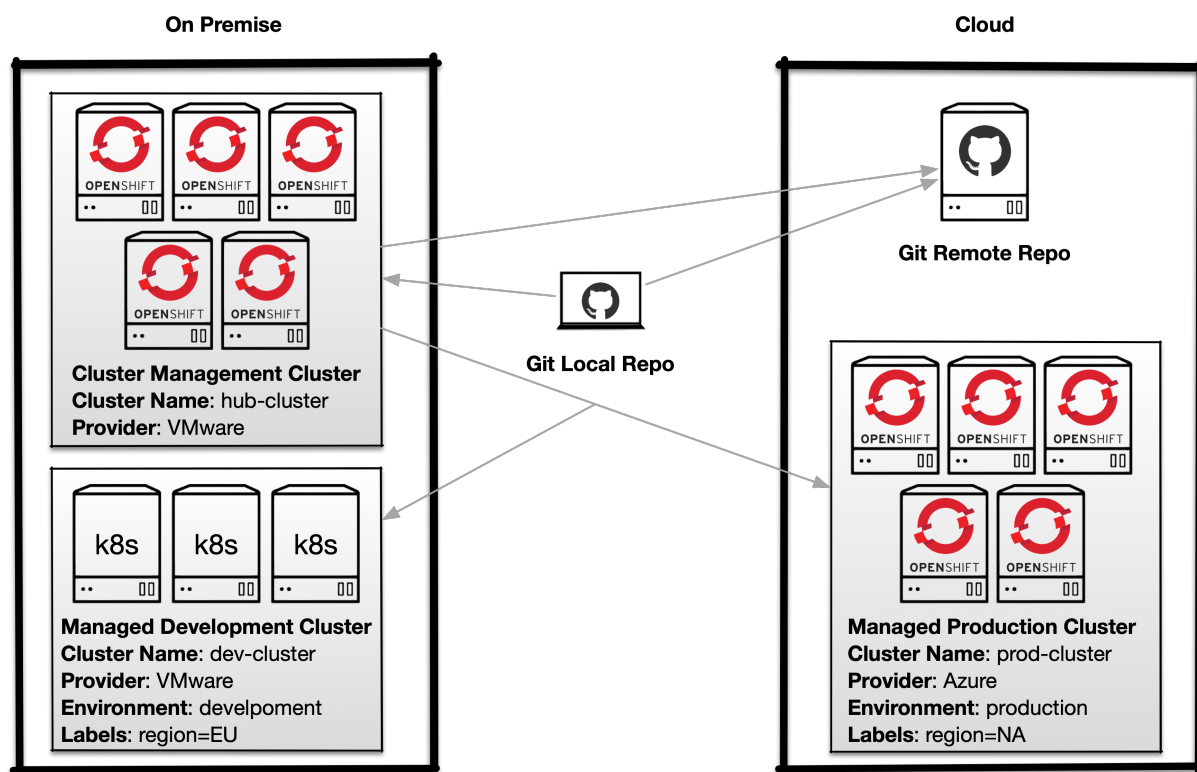 On Premise
Cloud
OPENSHIFT OPENSHIFT OPENSHIFT
OPENSHIFT OPENSHIFT
Cluster Management Cluster
Cluster Name: hub-cluster
Provider: VMware
k8s k8s k8s
Managed Development Cluster
Cluster Name: dev-cluster
Provider: VMware
Environment: develpoment
Labels: region=EU
Git Local Repo
Git Remote Repo
OPENSHIFT OPENSHIFT OPENSHIFT
OPENSHIFT OPENSHIFT
Managed Production Cluster
Cluster Name: prod-cluster
Provider: Azure
Environment: production
Labels: region=NA